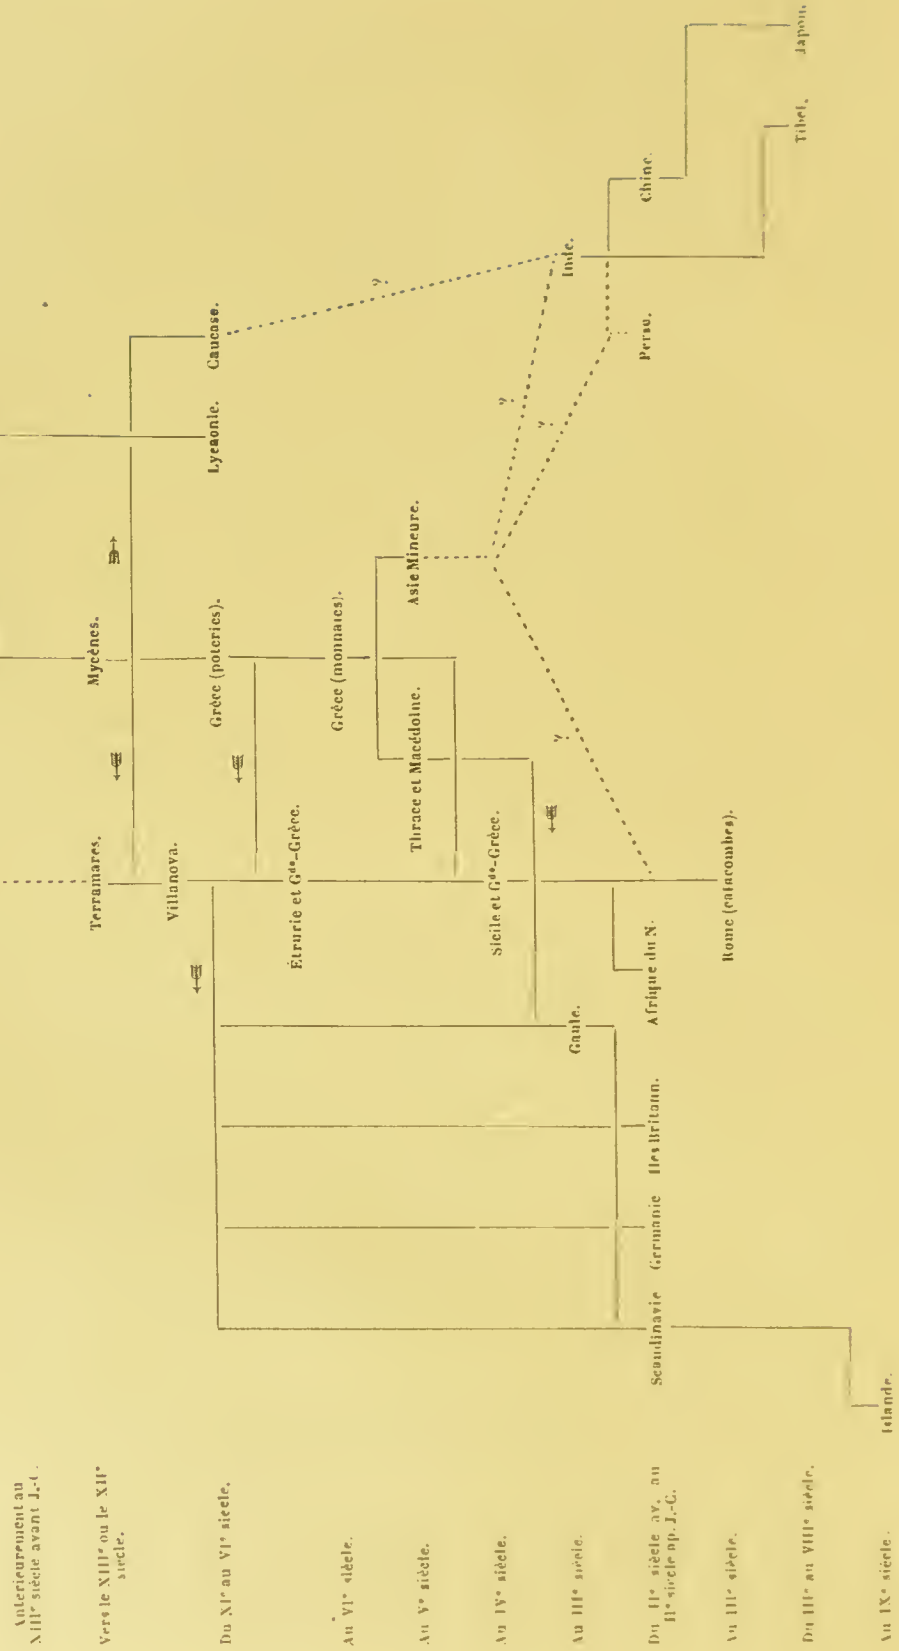 Antérieurement au
XIIIe siècle avant J.-C.
Vers le XIIIe ou le XIIe
siècle.
Terramares.
Mycènes.
Villanova.
Du XIe au VIe siècle.
Grèce (poteries).
Lycaonie.
Caucase.
Étrurie et Gde-Grèce.
Au VIe siècle.
Grèce (monnaies).
?
Au Ve siècle.
Thrace et Macédoine.
Asie Mineure.
Au IVe siècle.
Sicile et Gde-Grèce.
?
?
?
Au IIIe siècle.
Gaule.
Inde.
Du IIe siècle av. au
IIe siècle ap. J.-C.
Scandinavie
Germanie
Iles Britann.
Afrique du N.
Perse.
Chine.
Au IIIe siècle.
Rome (catacombes).
Du IIIe au VIIIe siècle.
Tibet.
Japon.
Au IXe siècle.
Islande.